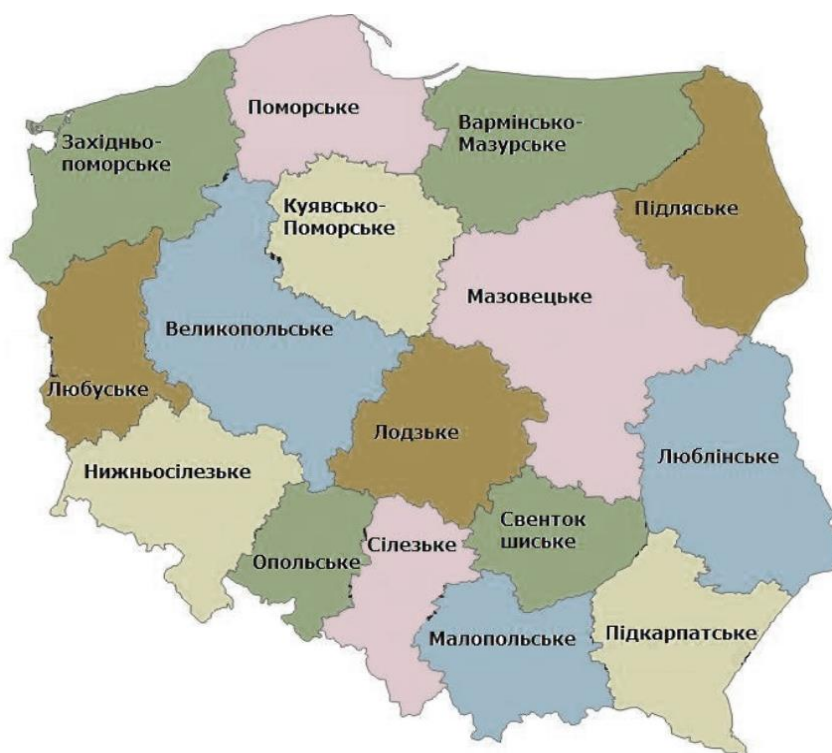 Поморське
Західньо-
поморське
Вармінсько-
Мазурське
Підляське
Куявсько-
Поморське
Мазовецьке
Великопольське
Любуське
Лодзьке
Люблінське
Нижньосілезьке
Свенток
шиське
Сілезьке
Опольське
Малопольське
Підкарпатське